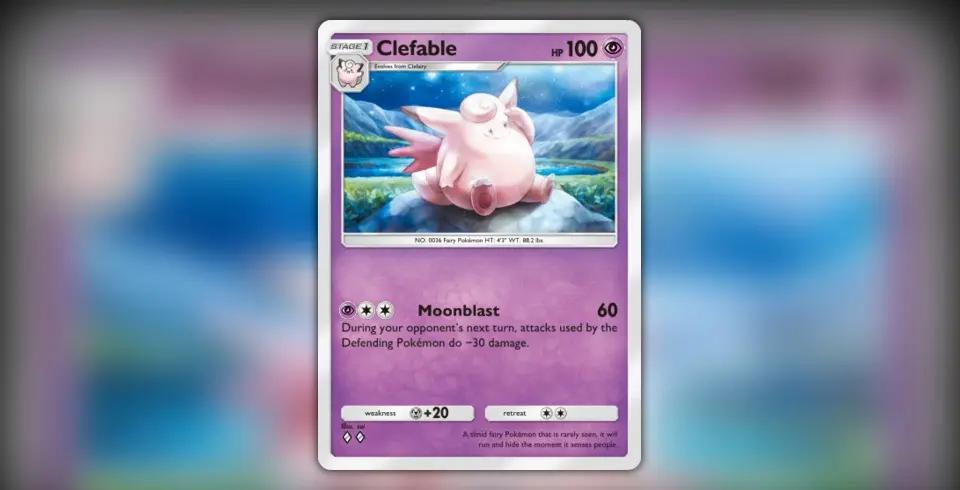 STAGE 1 Clefable HP 100
Evolves from Clefairy
NO. 0036 Fairy Pokémon HT: 4'3" WT: 88.2 lbs
Moonblast 60
During your opponent's next turn, attacks used by the
Defending Pokémon do −30 damage.
weakness +20 retreat
Illus. sui
A timid fairy Pokémon that is rarely seen, it will
run and hide the moment it senses people.